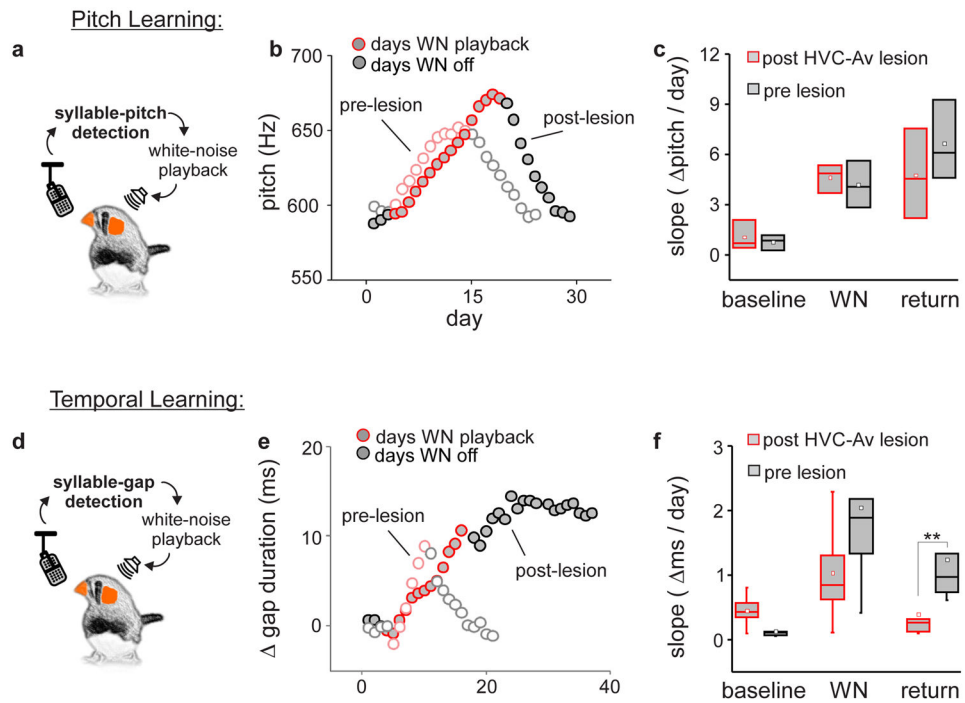 Pitch Learning:
a
syllable-pitch
detection
white-noise
playback
b
days WN playback
days WN off
pre-lesion
post-lesion
pitch (Hz)
700
650
600
550
0
15
30
day
c
post HVC-Av lesion
pre lesion
slope ( Δpitch / day)
12
9
6
3
0
baseline
WN
return
Temporal Learning:
d
syllable-gap
detection
white-noise
playback
e
days WN playback
days WN off
pre-lesion
post-lesion
Δ gap duration (ms)
20
10
0
0
20
40
f
post HVC-Av lesion
pre lesion
**
slope ( Δms / day)
3
2
1
0
baseline
WN
return